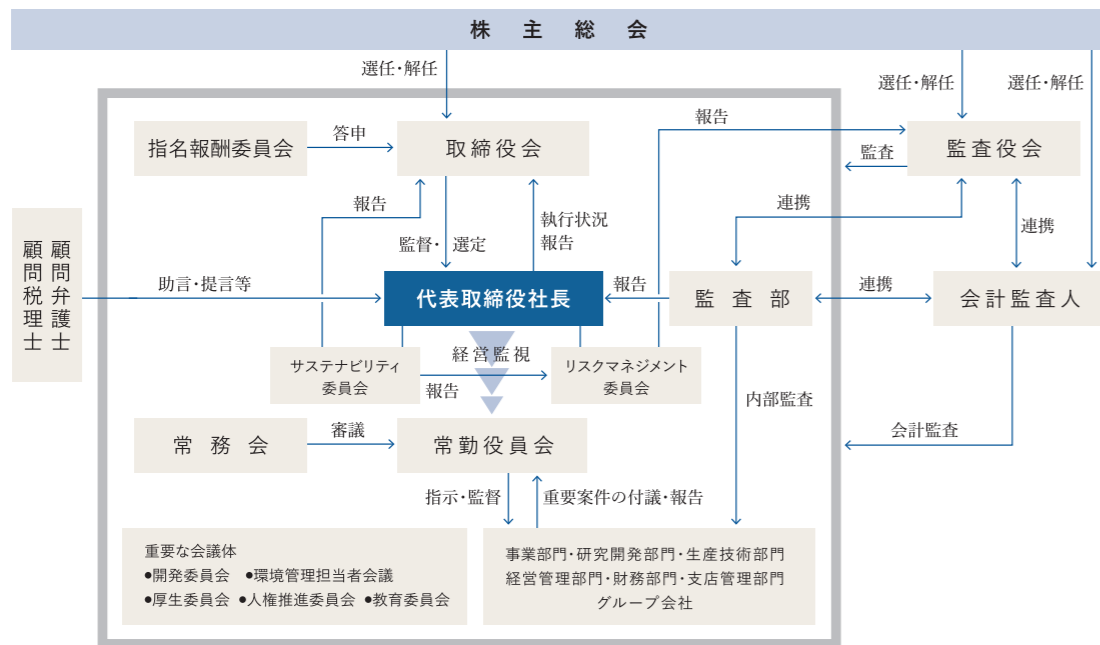 株主総会
選任・解任
選任・解任
選任・解任
指名報酬委員会
答申
取締役会
報告
監査役会
監査
報告
監督・選定
執行状況
報告
連携
連携
顧問弁護士
顧問税理士
助言・提言等
代表取締役社長
報告
監査部
連携
会計監査人
サステナビリティ
委員会
経営監視
報告
リスクマネジメント
委員会
内部監査
会計監査
常務会
審議
常勤役員会
指示・監督
重要案件の付議・報告
重要な会議体
●開発委員会 ●環境管理担当者会議
●厚生委員会 ●人権推進委員会 ●教育委員会
事業部門・研究開発部門・生産技術部門
経営管理部門・財務部門・支店管理部門
グループ会社